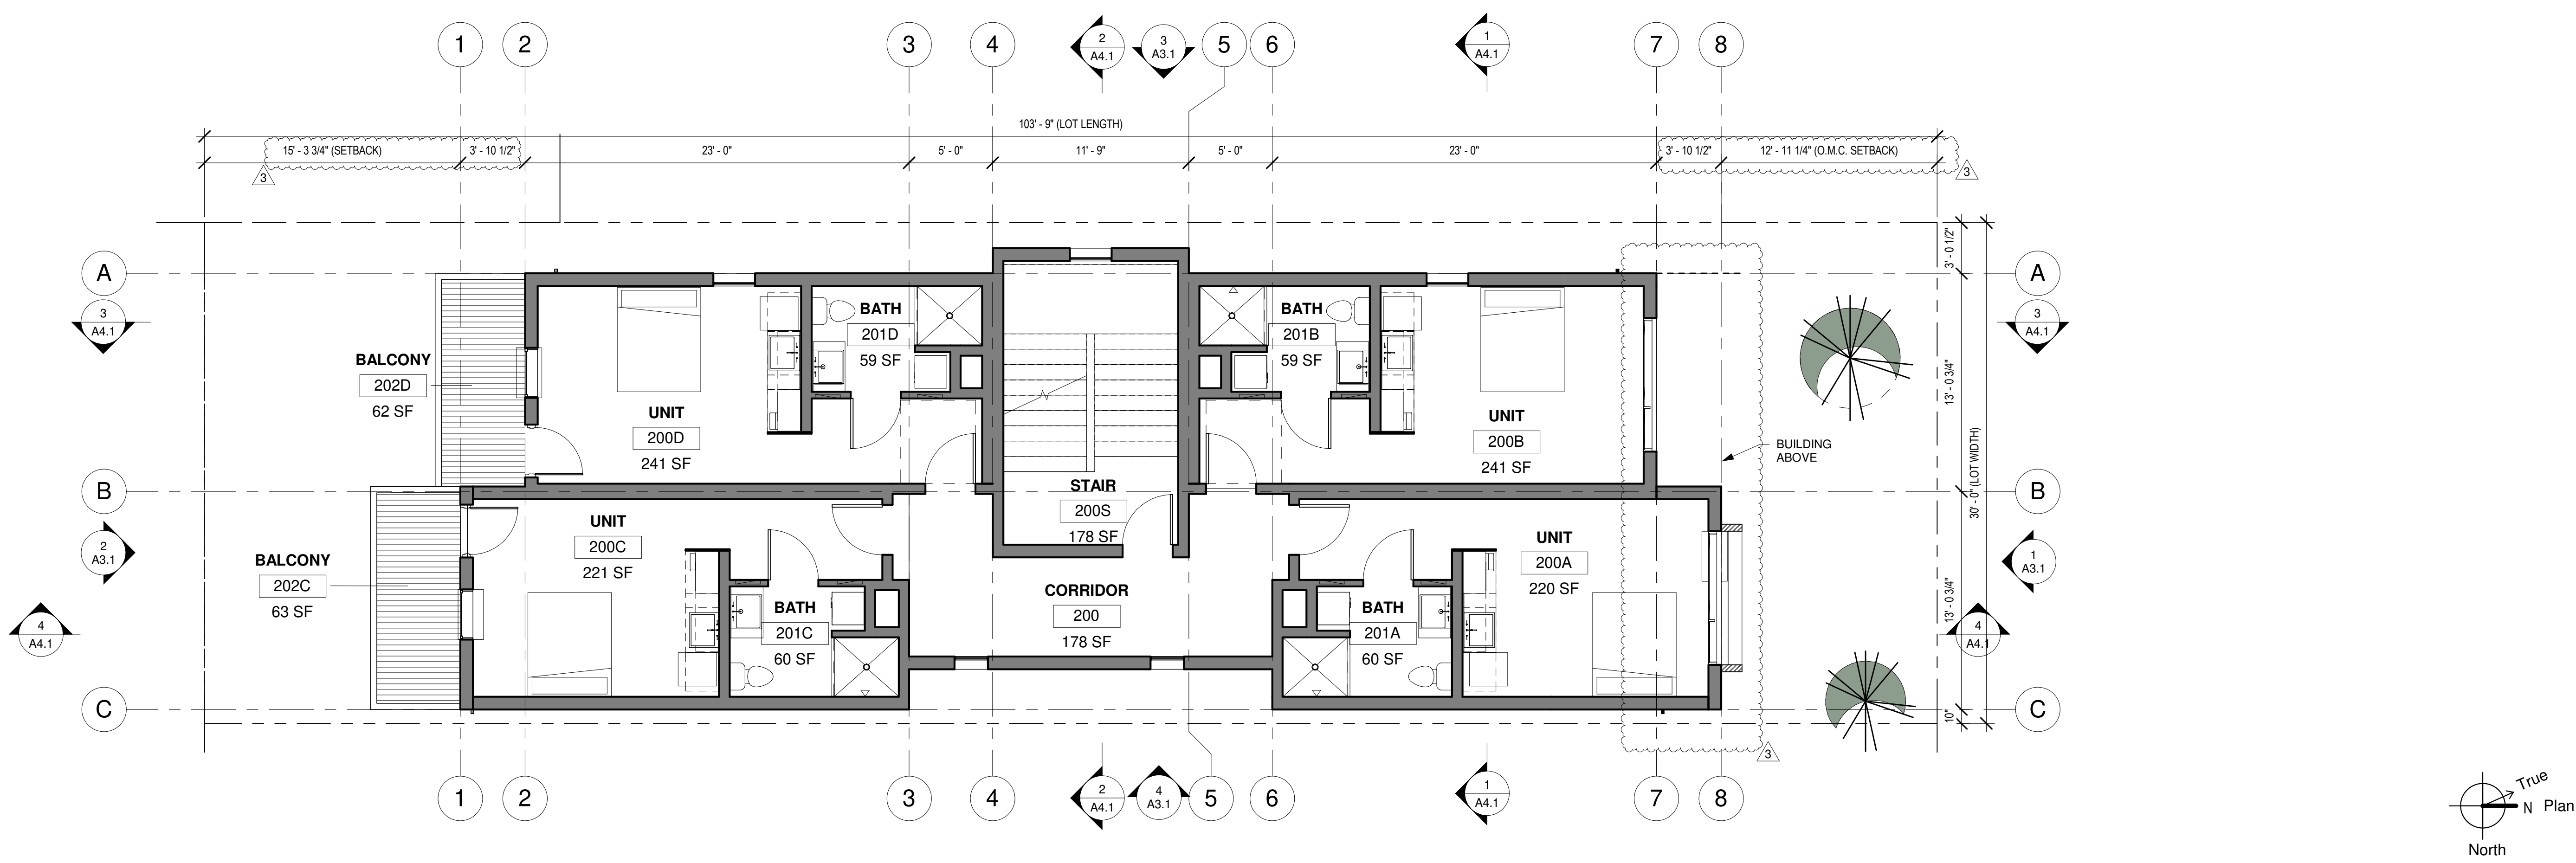 1
2
3
4
2
A4.1
3
A3.1
5
6
1
A4.1
7
8
103' - 9" (LOT LENGTH)
15' - 3 3/4" (SETBACK)
3' - 10 1/2"
23' - 0"
5' - 0"
11' - 9"
5' - 0"
23' - 0"
3' - 10 1/2"
12' - 11 1/4" (O.M.C. SETBACK)
3
3
3' - 0 1/2"
A
A
3
A4.1
3
A4.1
BATH
201D
59 SF
BATH
201B
59 SF
BALCONY
202D
62 SF
13' - 0 3/4"
UNIT
200D
241 SF
UNIT
200B
241 SF
BUILDING
ABOVE
30' - 0" (LOT WIDTH)
B
B
STAIR
200S
178 SF
UNIT
200C
221 SF
UNIT
200A
220 SF
2
A3.1
1
A3.1
BALCONY
202C
63 SF
CORRIDOR
200
178 SF
BATH
201C
60 SF
BATH
201A
60 SF
13' - 0 3/4"
4
A4.1
4
A4.1
C
C
10"
3
1
2
3
4
2
A4.1
4
A3.1
5
6
1
A4.1
7
8
True
N Plan
North